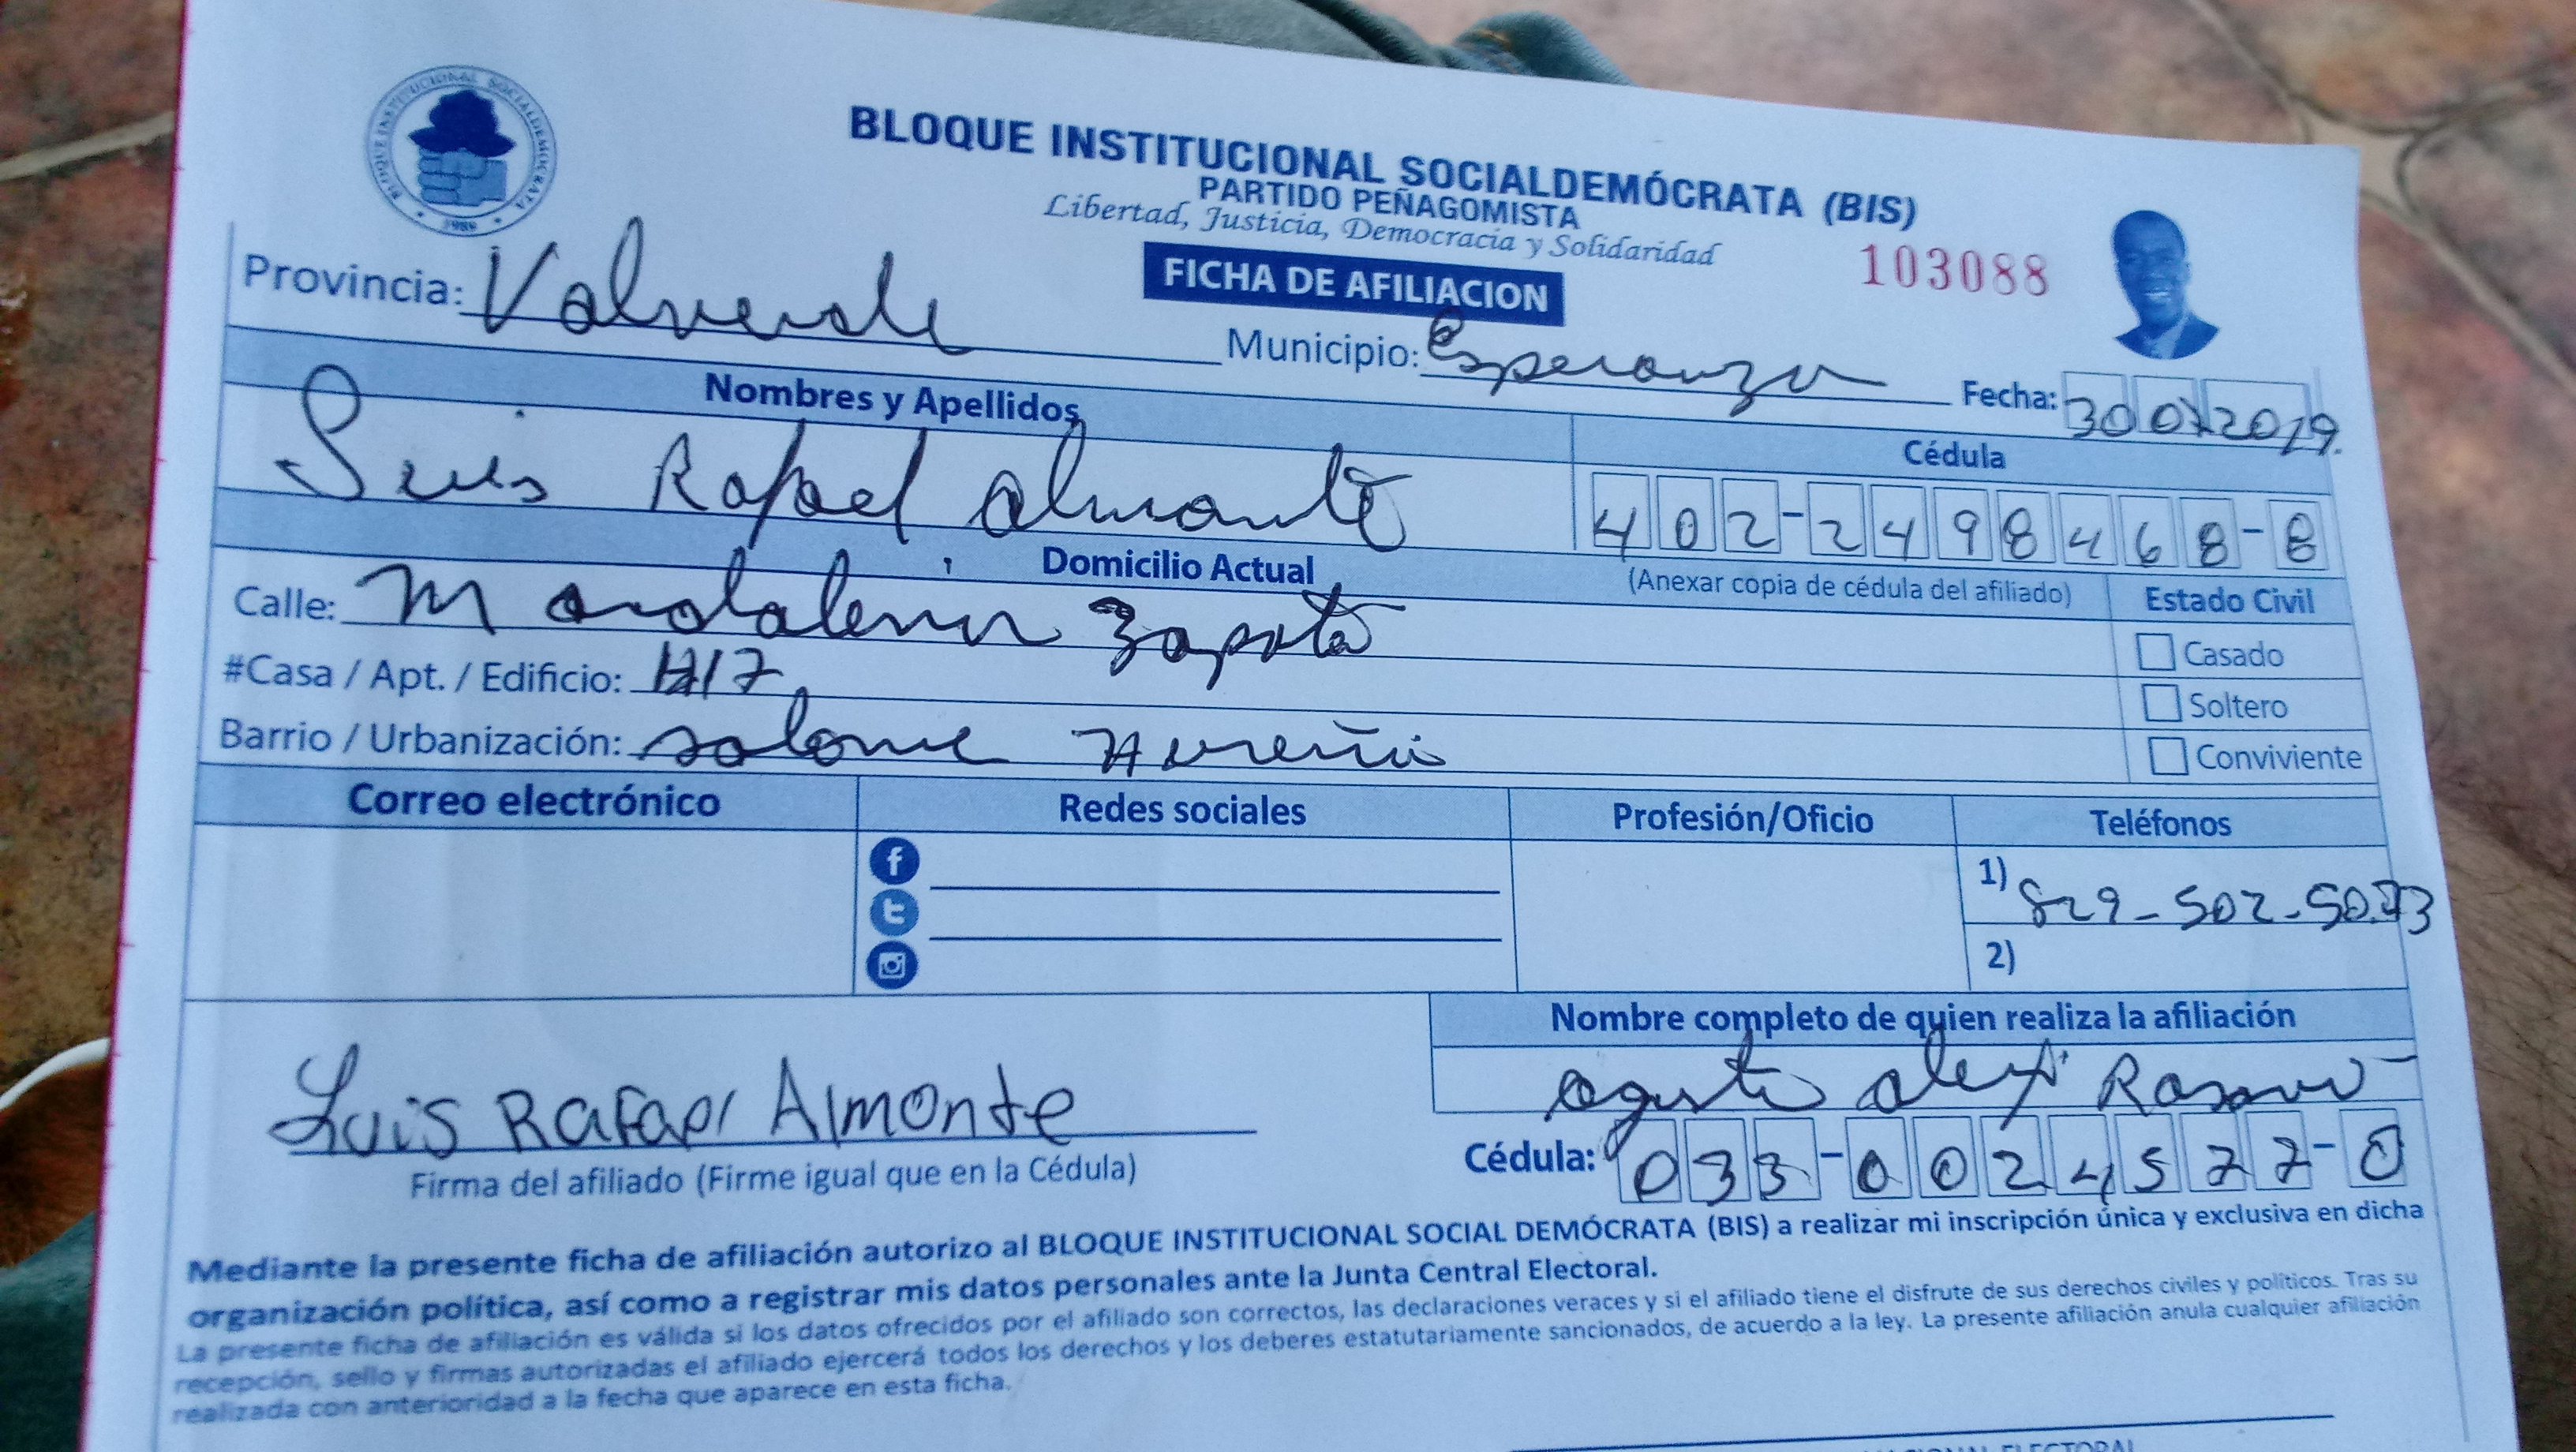 BLOQUE INSTITUCIONAL SOCIALDEMOCRATA
1989
BLOQUE INSTITUCIONAL SOCIALDEMÓCRATA (BIS)
PARTIDO PEÑAGOMISTA
Libertad, Justicia, Democracia y Solidaridad
FICHA DE AFILIACION
103088
Provincia: Valverde
Municipio: Esperanza
Fecha: 30 07 2019.
Nombres y Apellidos
Cédula
Luis Rafael Almonte
402-2498468-8
Domicilio Actual
(Anexar copia de cédula del afiliado)
Estado Civil
Calle: Zapata
Casado
#Casa / Apt. / Edificio:
Soltero
Barrio / Urbanización: salome Ureña
Conviviente
Correo electrónico
Redes sociales
Profesión/Oficio
Teléfonos
1) 829-502-
2)
Nombre completo de quien realiza la afiliación
Alexi Rosario
Luis Rafael Almonte
Cédula: 033-0024577-0
Firma del afiliado (Firme igual que en la Cédula)
Mediante la presente ficha de afiliación autorizo al BLOQUE INSTITUCIONAL SOCIAL DEMÓCRATA (BIS) a realizar mi inscripción única y exclusiva en dicha
organización política, así como a registrar mis datos personales ante la Junta Central Electoral.
La presente ficha de afiliación es válida si los datos ofrecidos por el afiliado son correctos, las declaraciones veraces y si el afiliado tiene el disfrute de sus derechos civiles y políticos. Tras su
recepción, sello y firmas autorizadas el afiliado ejercerá todos los derechos y los deberes estatutariamente sancionados, de acuerdo a la ley. La presente afiliación anula cualquier afiliación
realizada con anterioridad a la fecha que aparece en esta ficha.